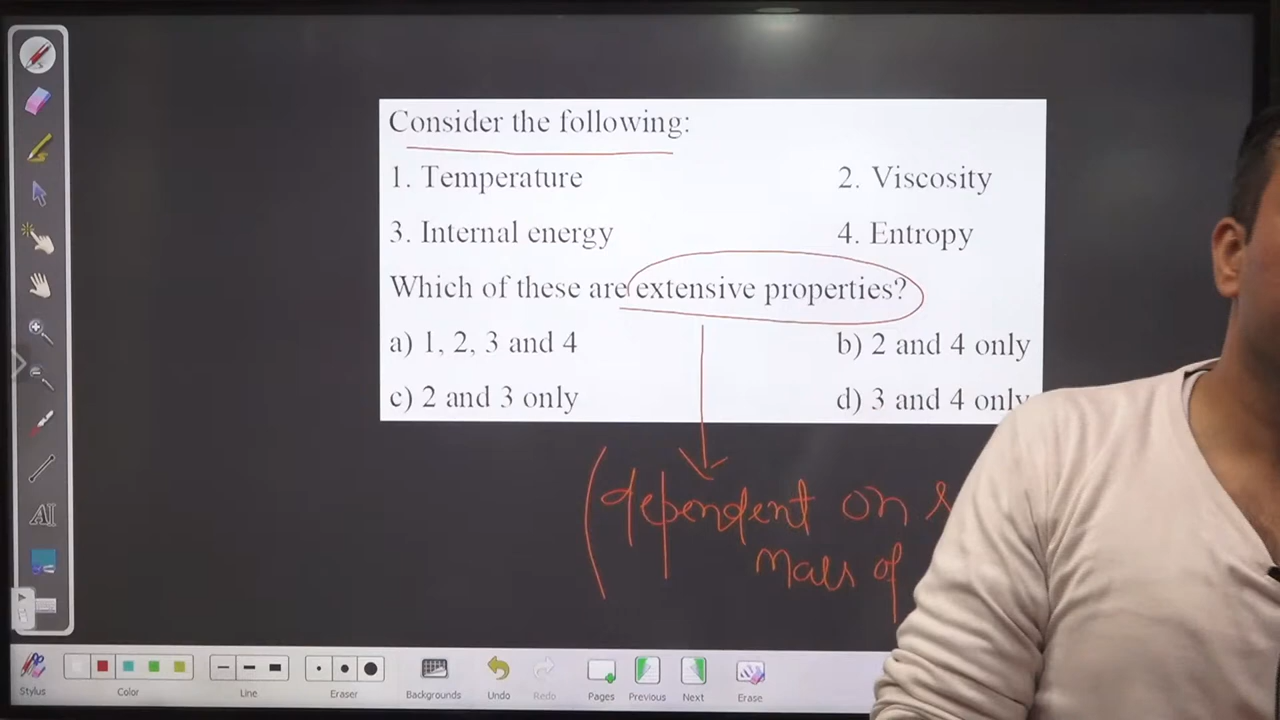 Consider the following:
1. Temperature 2. Viscosity
3. Internal energy 4. Entropy
Which of these are extensive properties?
a) 1, 2, 3 and 4 b) 2 and 4 only
c) 2 and 3 only d) 3 and 4 only
(dependent on
mass of
AI
Stylus Color Line Eraser Backgrounds Undo Redo Pages Previous Next Erase